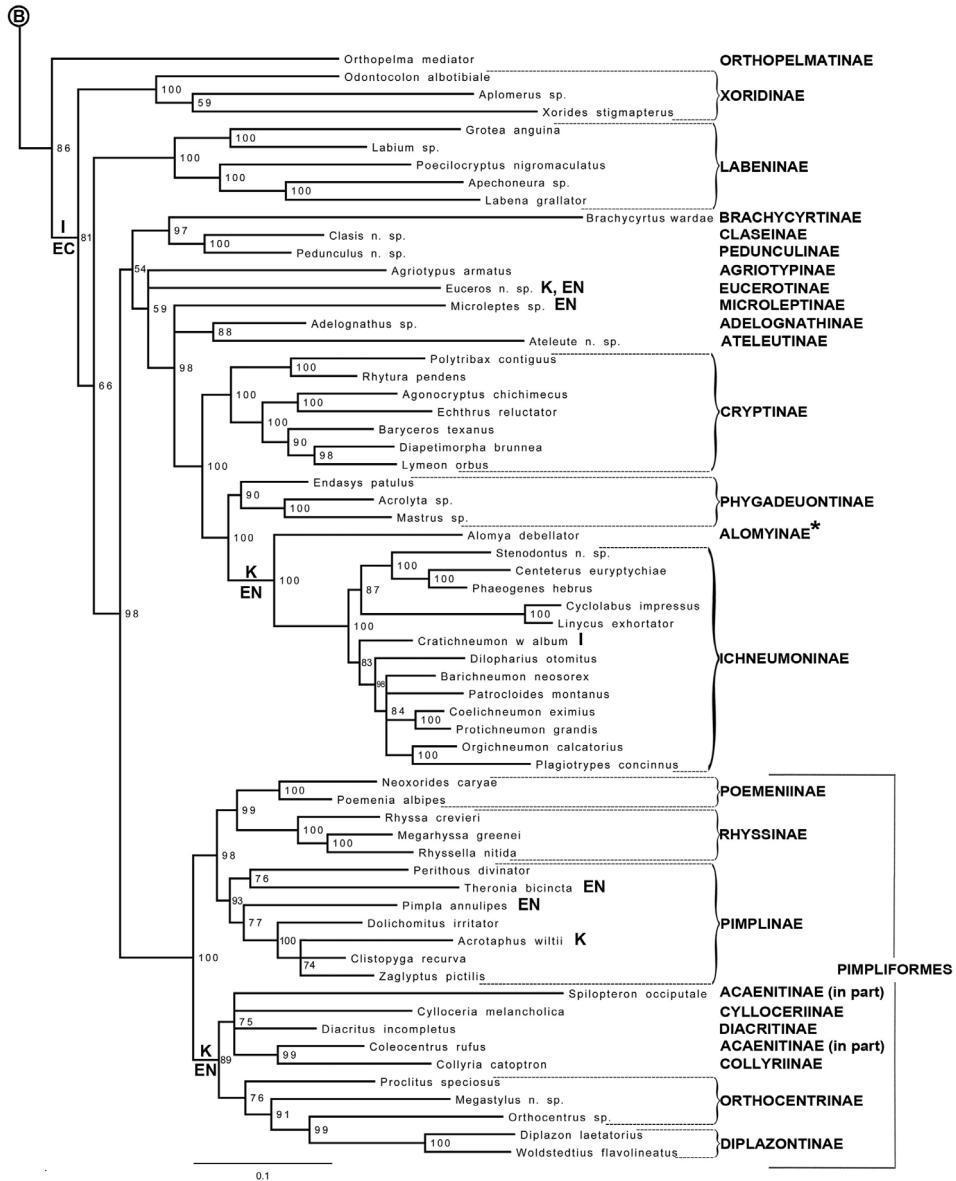 B
Orthopelma mediator ORTHOPELMATINAE
Odontocolon albotibiale
100
Aplomerus sp. XORIDINAE
59
Xorides stigmapterus
Grotea anguina
100
86
Labium sp.
100
Poecilocryptus nigromaculatus LABENINAE
100
Apechoneura sp.
100
Labena grallator
Brachycyrtus wardae BRACHYCYRTINAE
I
97
Clasis n. sp. CLASEINAE
81
EC
100
Pedunculus n. sp. PEDUNCULINAE
54
Agriotypus armatus AGRIOTYPINAE
Euceros n. sp. K, EN EUCEROTINAE
59
Microleptes sp. EN MICROLEPTINAE
Adelognathus sp. ADELOGNATHINAE
88
Ateleute n. sp. ATELEUTINAE
Polytribax contiguus
98
100
66
Rhytura pendens
100
Agonocryptus chichimecus
100
Echthrus reluctator CRYPTINAE
100
Baryceros texanus
90
Diapetimorpha brunnea
98
Lymeon orbus
100
Endasys patulus
90
Acrolyta sp. PHYGADEUONTINAE
100
Mastrus sp.
100
Alomya debellator ALOMYINAE*
Stenodontus n. sp.
100
K
Centeterus euryptychiae
100
EN
100
87
Phaeogenes hebrus
Cyclolabus impressus
98
100
Linycus exhortator
100
Cratichneumon w album I
83
Dilopharius otomitus ICHNEUMONINAE
98
Barichneumon neosorex
Patrocloides montanus
84
Coelichneumon eximius
100
Protichneumon grandis
Orgichneumon calcatorius
100
Plagiotrypes concinnus
Neoxorides caryae
100
POEMENIINAE
Poemenia albipes
99
Rhyssa crevieri
100
Megarhyssa greenei RHYSSINAE
100
Rhyssella nitida
98
Perithous divinator
76
Theronia bicincta EN
93
Pimpla annulipes EN
77
Dolichomitus irritator PIMPLINAE
100
Acrotaphus wiltii K
100
Clistopyga recurva
74
PIMPLIFORMES
Zaglyptus pictilis
Spilopteron occiputale ACAENITINAE (in part)
Cylloceria melancholica CYLLOCERIINAE
75
Diacritus incompletus DIACRITINAE
K
Coleocentrus rufus ACAENITINAE (in part)
89
99
EN
Collyria catoptron COLLYRIINAE
Proclitus speciosus
76
Megastylus n. sp. ORTHOCENTRINAE
91
Orthocentrus sp.
99
Diplazon laetatorius
100
DIPLAZONTINAE
Woldstedtius flavolineatus
0.1